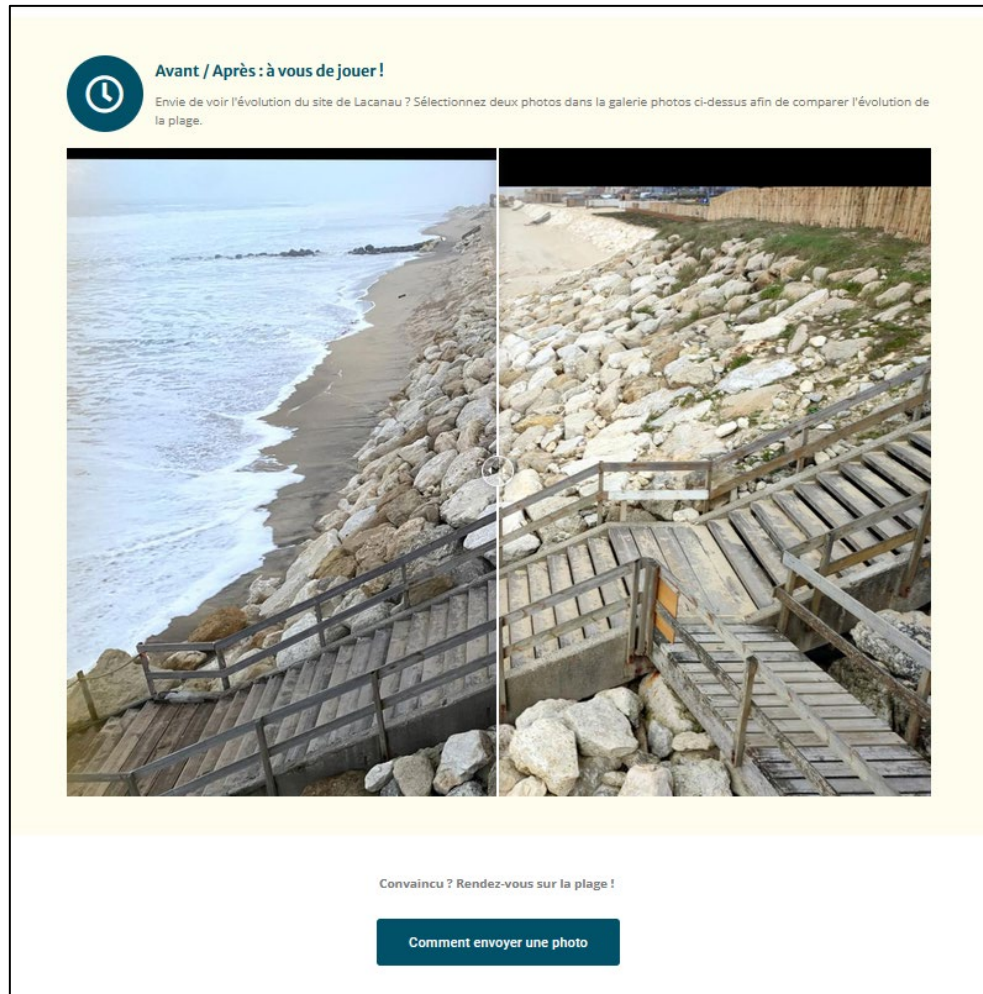 Avant / Après : à vous de jouer !
Envie de voir l'évolution du site de Lacanau ? Sélectionnez deux photos dans la galerie photos ci-dessus afin de comparer l'évolution de
la plage.
Convaincu ? Rendez-vous sur la plage !
Comment envoyer une photo